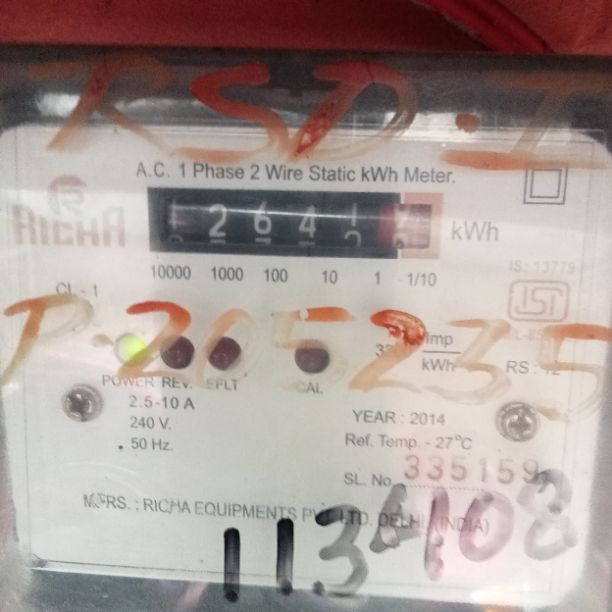 RSD-I
A.C. 1 Phase 2 Wire Static kWh Meter.
RICHA
2 6 4 1
kWh
10000 1000 100 10 1 1/10
IS : 13779
CL - 1
ISI
P-205235
Imp
kWh
RS : 12
POWER REV. EFLT CAL
2.5-10 A
240 V.
50 Hz.
YEAR : 2014
Ref. Temp. - 27°C
SL. No. 335159
MFRS. : RICHA EQUIPMENTS PVT. LTD. DELHI (INDIA)